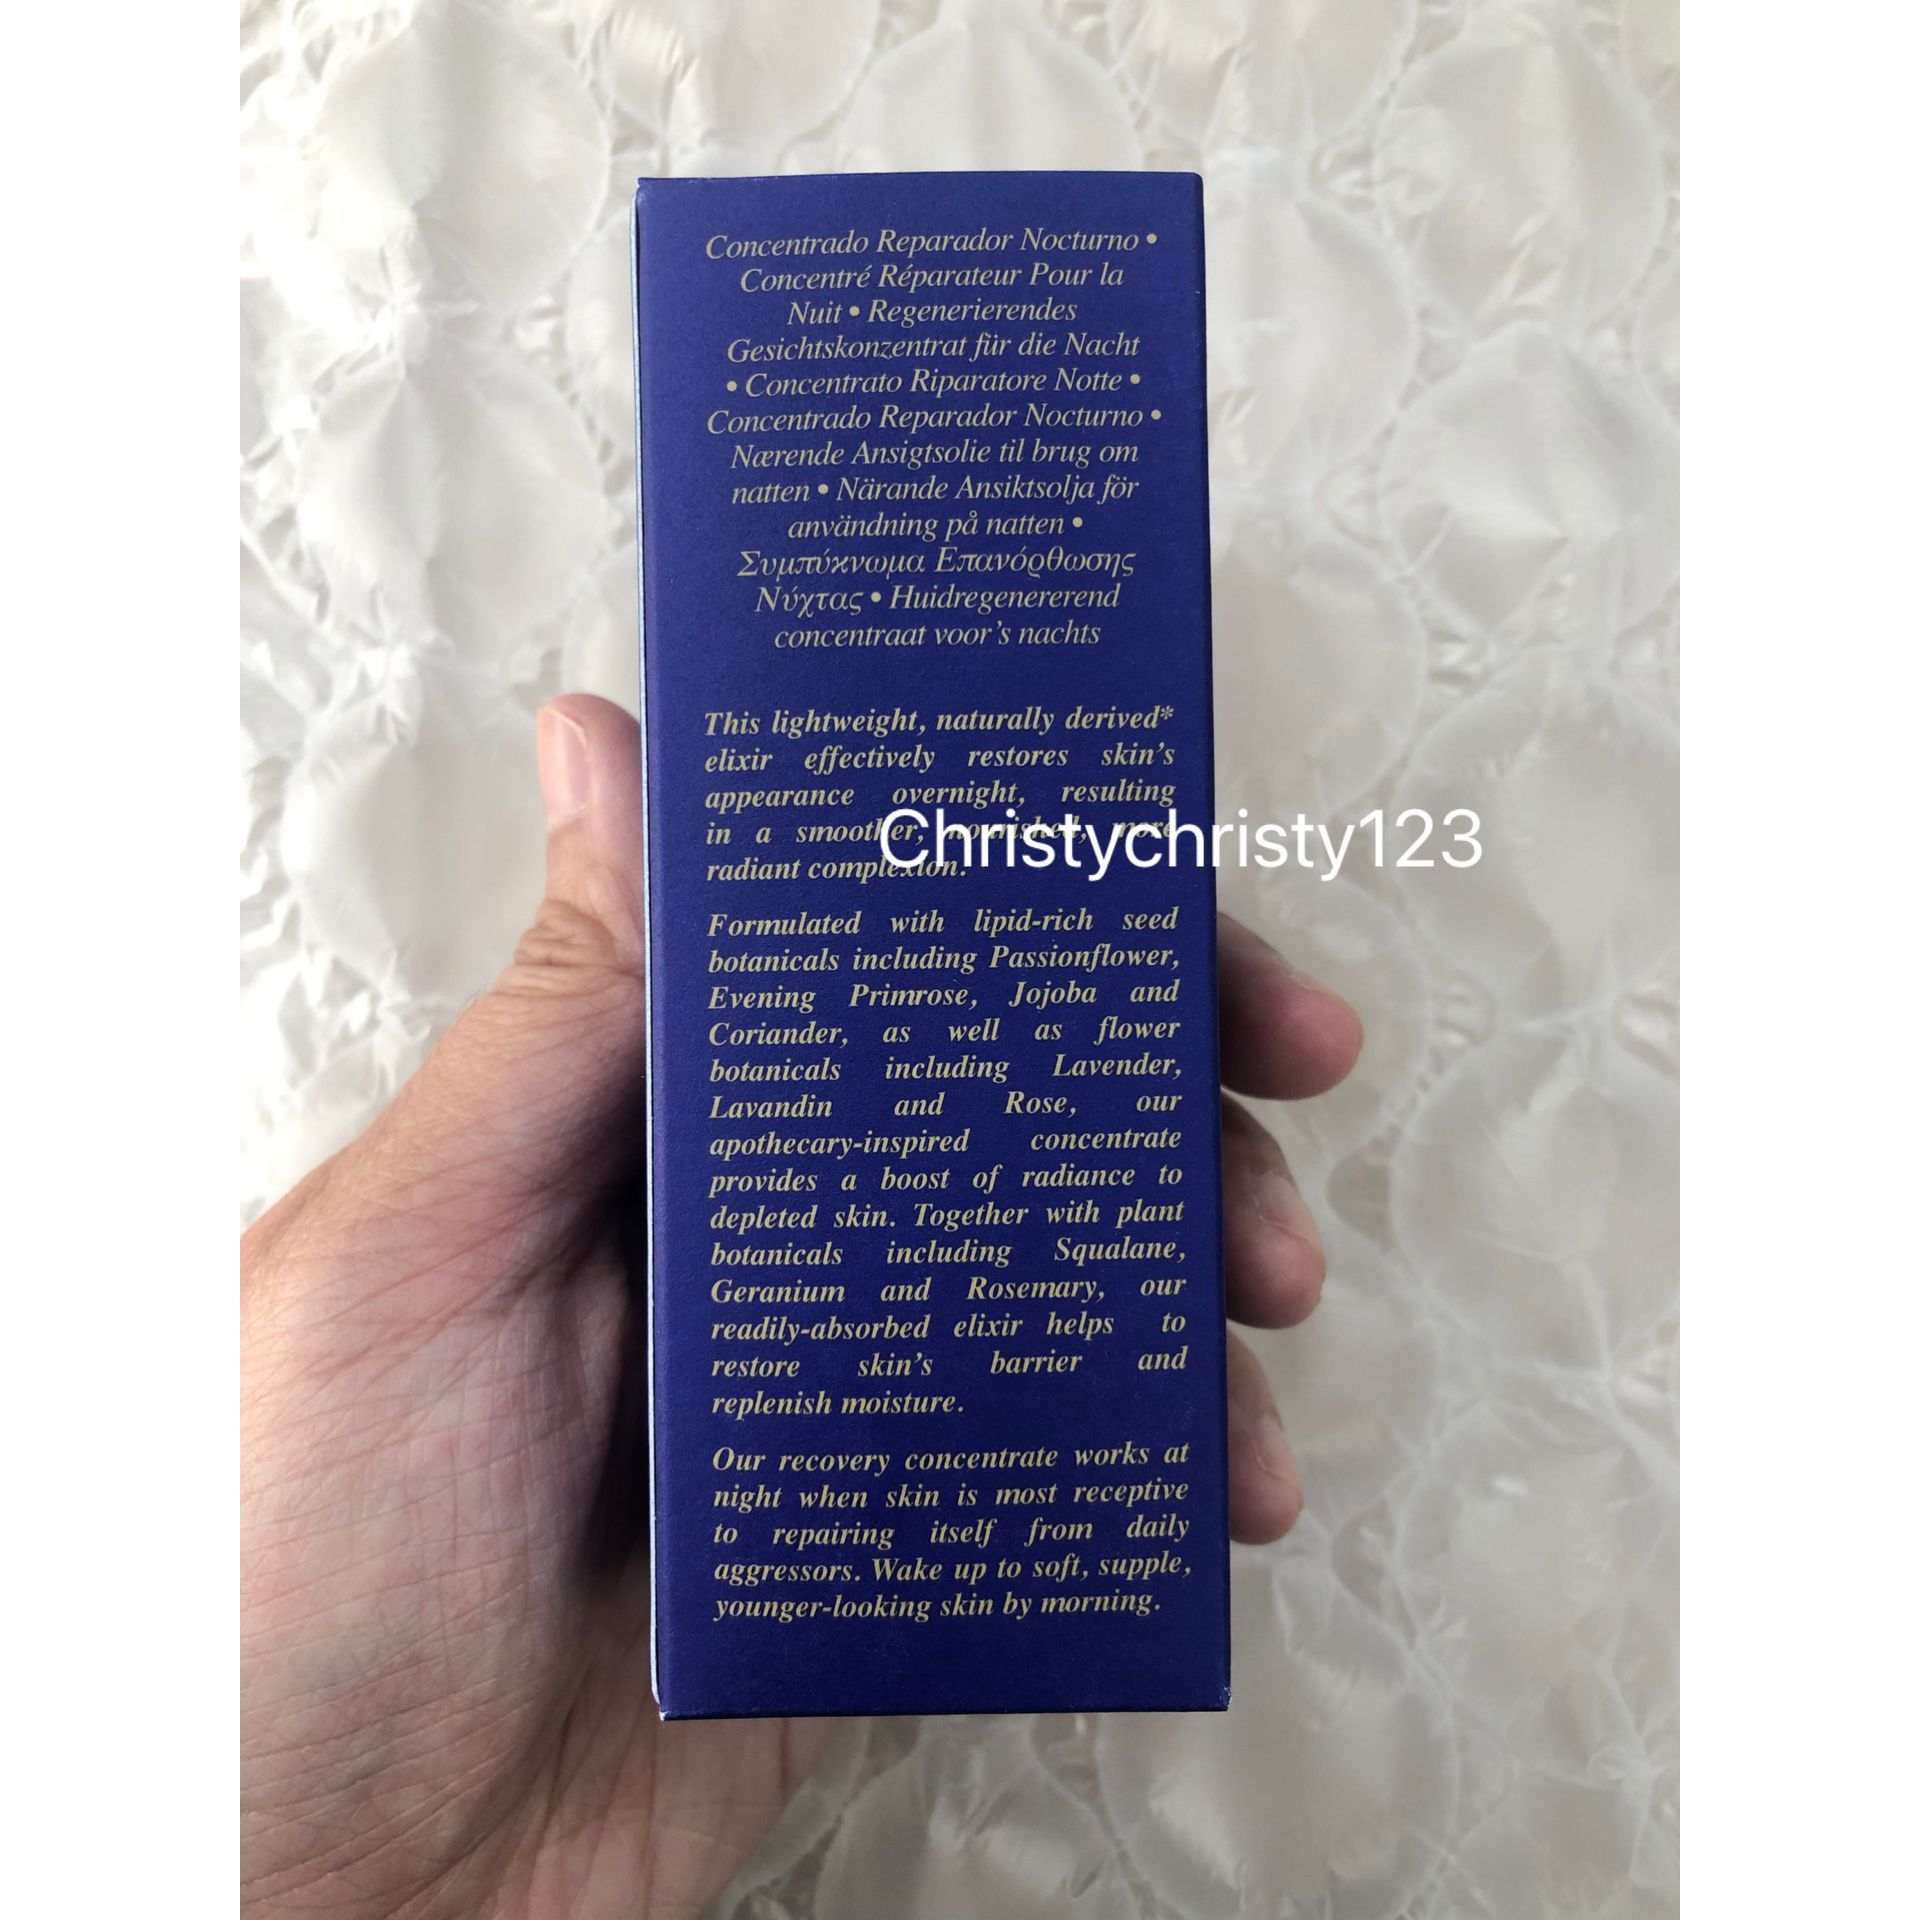 Concentrado Reparador Nocturno •
Concentré Réparateur Pour la
Nuit • Regenerierendes
Gesichtskonzentrat für die Nacht
• Concentrato Riparatore Notte •
Concentrado Reparador Nocturno •
Nærende Ansigtsolie til brug om
natten • Närande Ansiktsolja för
användning på natten •
Συμπύκνωμα Επανόρθωσης
Νύχτας • Huidregenererend
concentraat voor's nachts
This lightweight, naturally derived*
elixir effectively restores skin's
appearance overnight, resulting
in a smoother, nourished, more
radiant complexion.
Christychristy123
Formulated with lipid-rich seed
botanicals including Passionflower,
Evening Primrose, Jojoba and
Coriander, as well as flower
botanicals including Lavender,
Lavandin and Rose, our
apothecary-inspired concentrate
provides a boost of radiance to
depleted skin. Together with plant
botanicals including Squalane,
Geranium and Rosemary, our
readily-absorbed elixir helps to
restore skin's barrier and
replenish moisture.
Our recovery concentrate works at
night when skin is most receptive
to repairing itself from daily
aggressors. Wake up to soft, supple,
younger-looking skin by morning.